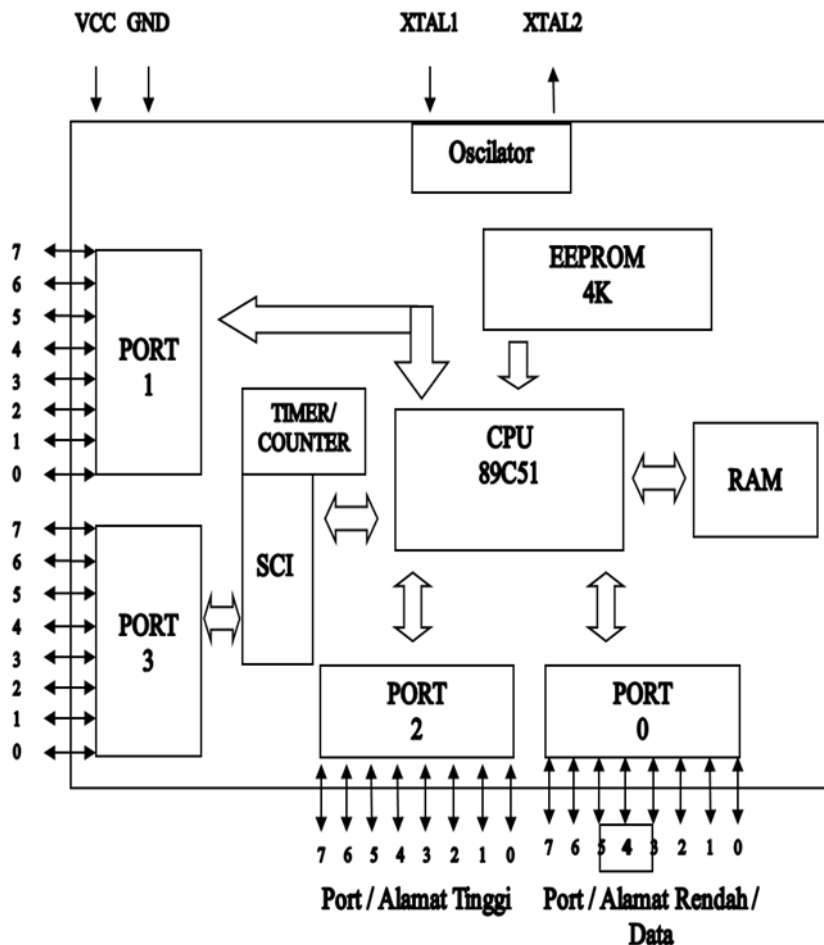 VCC GND XTAL1 XTAL2
Oscilator
EEPROM
4K
7
6
5
4
3
2
1
0
PORT
1
TIMER/
COUNTER
CPU
89C51
RAM
7
6
5
4
3
2
1
0
PORT
3
SCI
PORT
2
PORT
0
7 6 5 4 3 2 1 0
7 6 5 4 3 2 1 0
Port / Alamat Tinggi
Port / Alamat Rendah /
Data